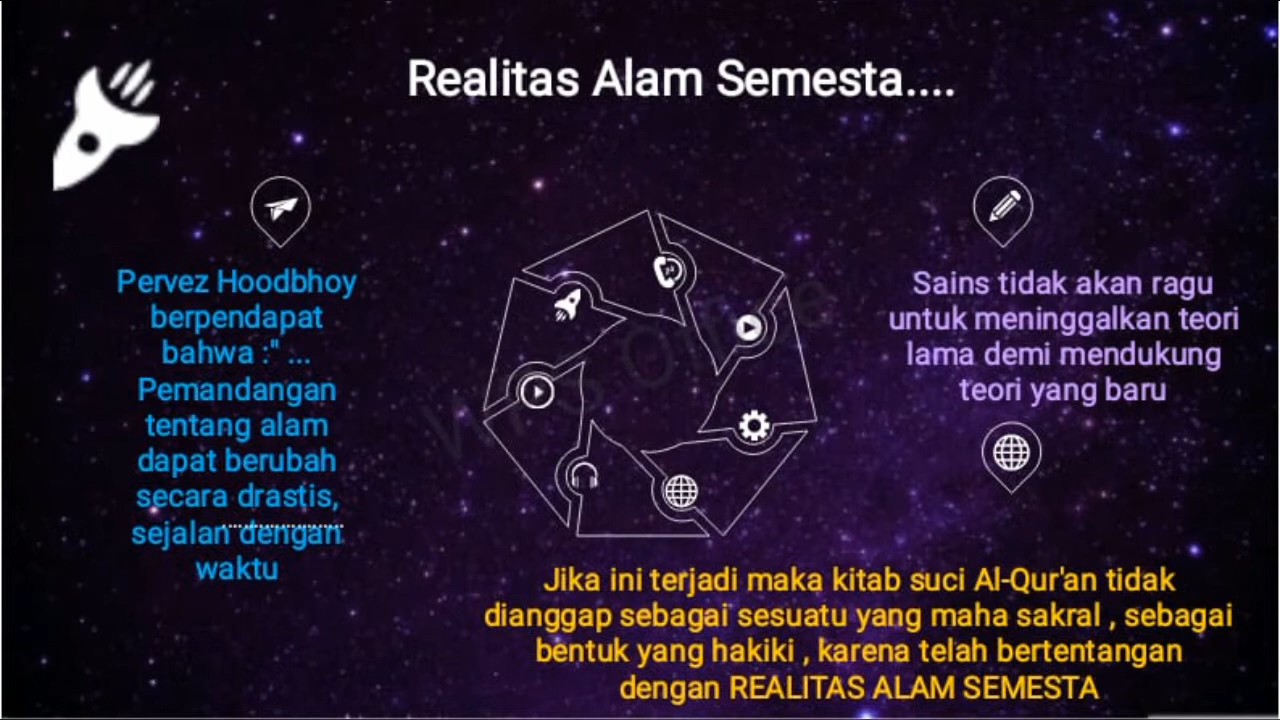 Realitas Alam Semesta....
Pervez Hoodbhoy
berpendapat
bahwa :" ...
Pemandangan
tentang alam
dapat berubah
secara drastis,
sejalan dengan
waktu
Sains tidak akan ragu
untuk meninggalkan teori
lama demi mendukung
teori yang baru
Jika ini terjadi maka kitab suci Al-Qur'an tidak
dianggap sebagai sesuatu yang maha sakral , sebagai
bentuk yang hakiki , karena telah bertentangan
dengan REALITAS ALAM SEMESTA